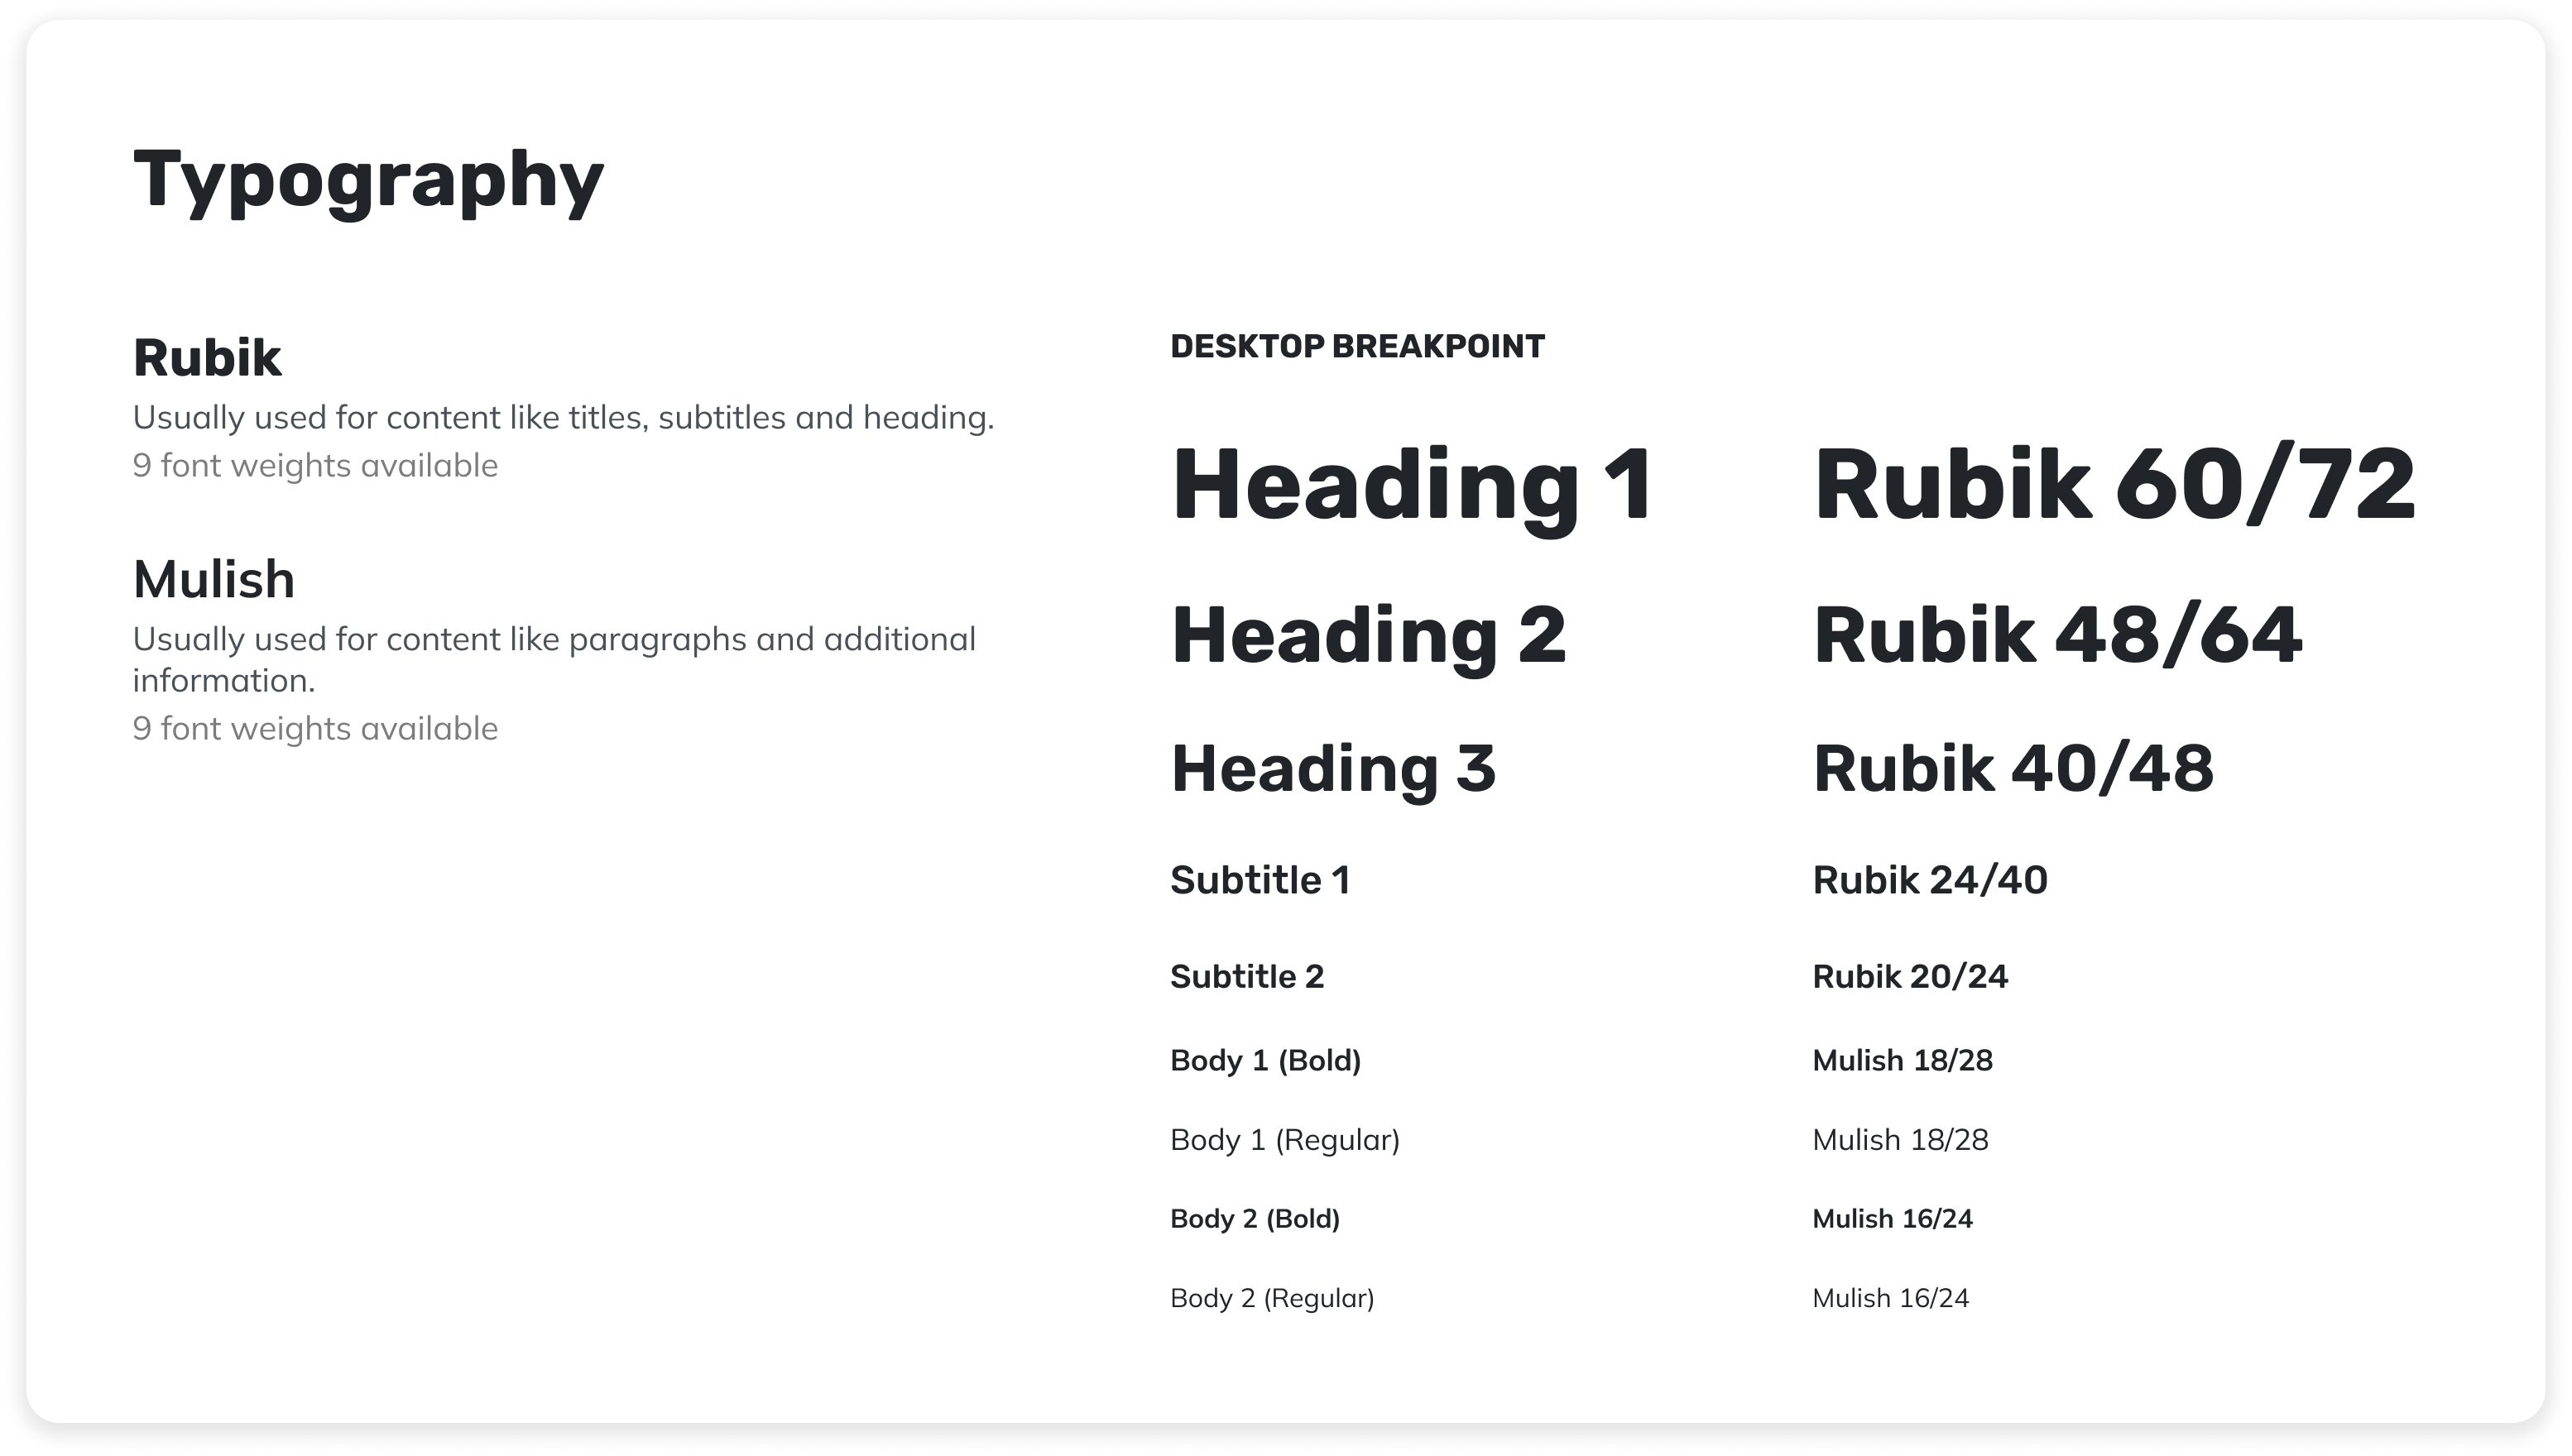 Typography
Rubik
Usually used for content like titles, subtitles and heading.
9 font weights available
Mulish
Usually used for content like paragraphs and additional
information.
9 font weights available
DESKTOP BREAKPOINT
Heading 1 Rubik 60/72
Heading 2 Rubik 48/64
Heading 3 Rubik 40/48
Subtitle 1 Rubik 24/40
Subtitle 2 Rubik 20/24
Body 1 (Bold) Mulish 18/28
Body 1 (Regular) Mulish 18/28
Body 2 (Bold) Mulish 16/24
Body 2 (Regular) Mulish 16/24